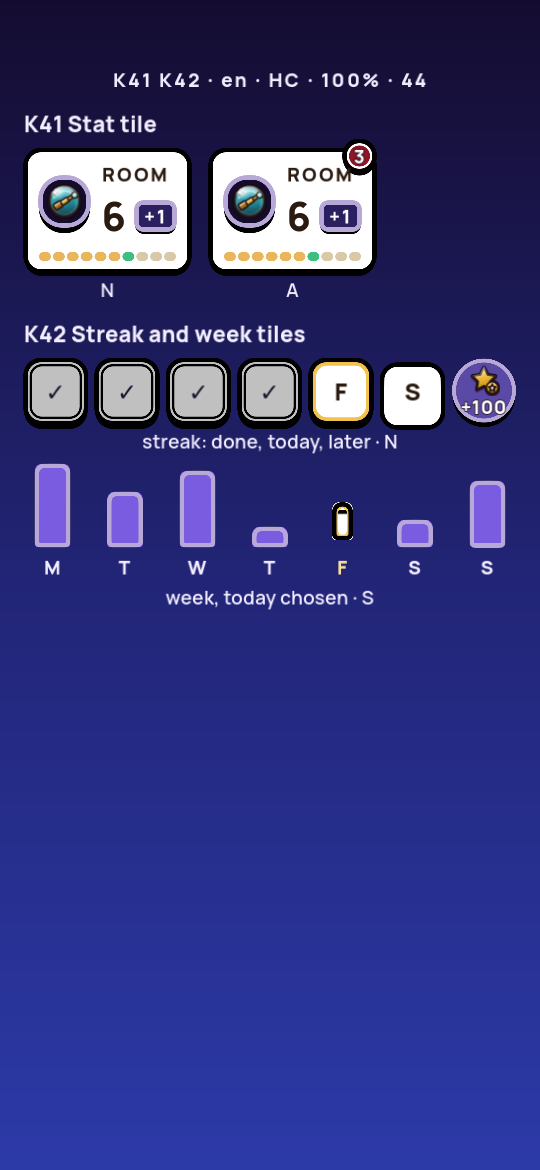 K41 K42 · en · HC · 100% · 44
K41 Stat tile
3
ROOM ROOM
6 +1 6 +1
N A
K42 Streak and week tiles
✓ ✓ ✓ ✓ F S +100
streak: done, today, later · N
M T W T F S S
week, today chosen · S